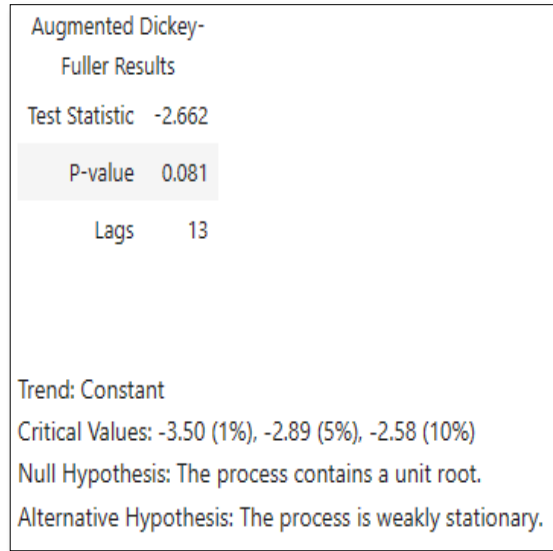 Augmented Dickey-
Fuller Results
Test Statistic -2.662
P-value 0.081
Lags 13
Trend: Constant
Critical Values: -3.50 (1%), -2.89 (5%), -2.58 (10%)
Null Hypothesis: The process contains a unit root.
Alternative Hypothesis: The process is weakly stationary.